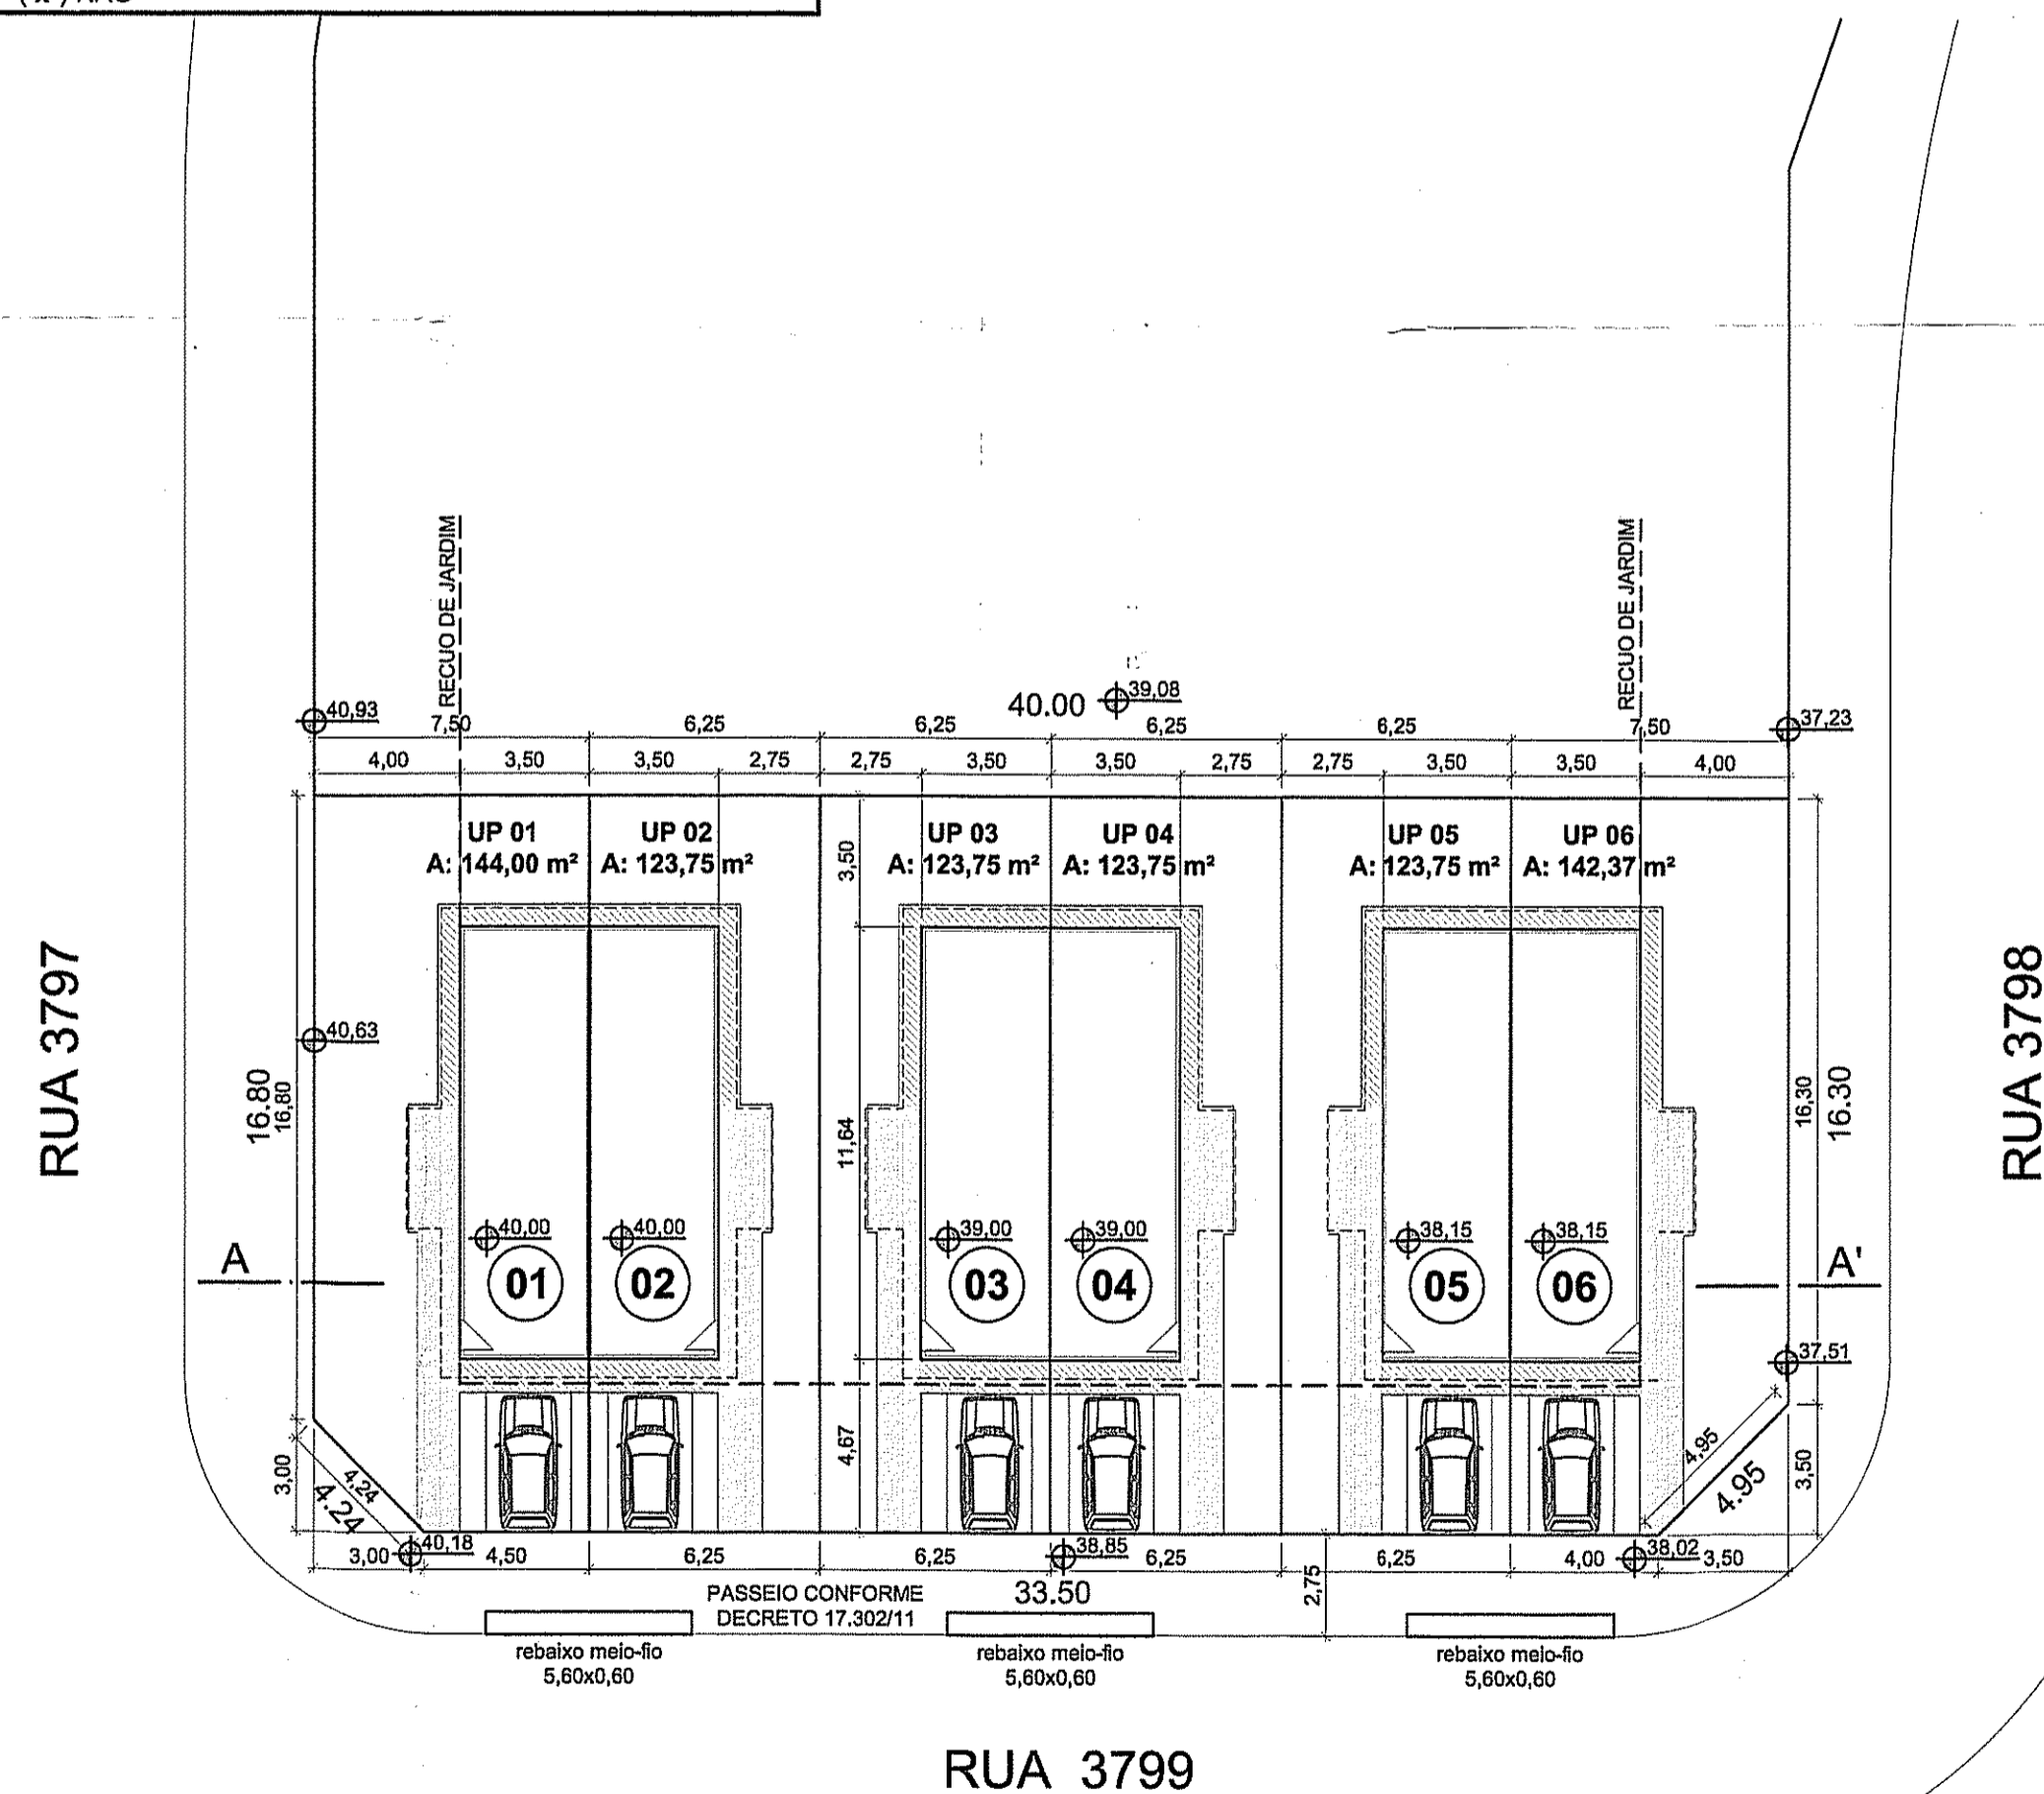 ( x ) NÃO
RECUO DE JARDIM
RECUO DE JARDIM
40.00
39,08
40,93
37,23
7,50
6,25
6,25
6,25
6,25
7,50
4,00
3,50
3,50
2,75
2,75
3,50
3,50
2,75
2,75
3,50
3,50
4,00
UP 01
A: 144,00 m²
UP 02
A: 123,75 m²
UP 03
A: 123,75 m²
UP 04
A: 123,75 m²
UP 05
A: 123,75 m²
UP 06
A: 142,37 m²
3,50
RUA 3797
RUA 3798
40,63
16.80
16,80
11,64
16,30
16.30
40,00
40,00
39,00
39,00
38,15
38,15
A
01
02
03
04
05
06
A'
37,51
3,00
4,24
4.24
4,67
4,95
4.95
3,50
3,00
40,18
4,50
6,25
6,25
38,85
6,25
6,25
4,00
38,02
3,50
2,75
PASSEIO CONFORME
DECRETO 17.302/11
33.50
rebaixo meio-fio
5,60x0,60
rebaixo meio-fio
5,60x0,60
rebaixo meio-fio
5,60x0,60
RUA 3799